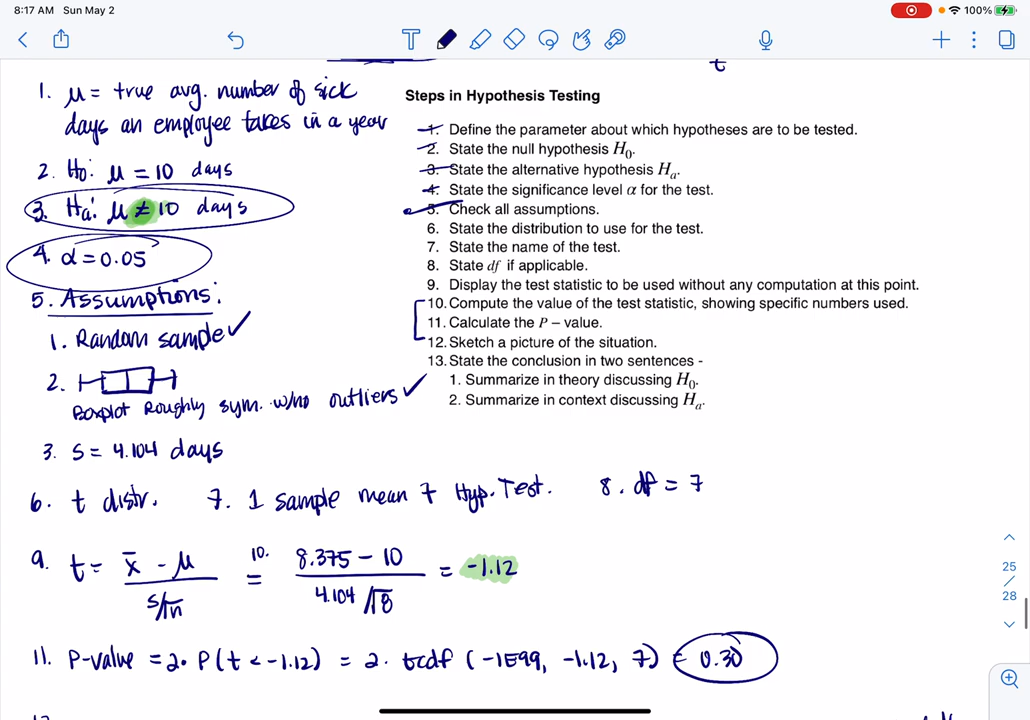 8:17 AM Sun May 2
100%
t
1. μ = true avg. number of sick
days an employee takes in a year
2. Ho: μ = 10 days
3. Ha: μ ≠ 10 days
4. α = 0.05
5. Assumptions:
1. Random sample ✓
2.
Boxplot Roughly sym. w/no outliers ✓
3. s = 4.104 days
Steps in Hypothesis Testing
1. Define the parameter about which hypotheses are to be tested.
2. State the null hypothesis H₀.
3. State the alternative hypothesis Hₐ.
4. State the significance level α for the test.
5. Check all assumptions.
6. State the distribution to use for the test.
7. State the name of the test.
8. State df if applicable.
9. Display the test statistic to be used without any computation at this point.
10. Compute the value of the test statistic, showing specific numbers used.
11. Calculate the P – value.
12. Sketch a picture of the situation.
13. State the conclusion in two sentences -
1. Summarize in theory discussing H₀.
2. Summarize in context discussing Hₐ.
6. t distr. 7. 1 sample mean t Hyp. Test. 8. df = 7
9. t = (x̄ - μ)/(s/√n) 10. = (8.375 - 10)/(4.104/√8) = -1.12
11. P-value = 2 · P(t < -1.12) = 2 · tcdf (-1E99, -1.12, 7) = 0.30
25
/
28